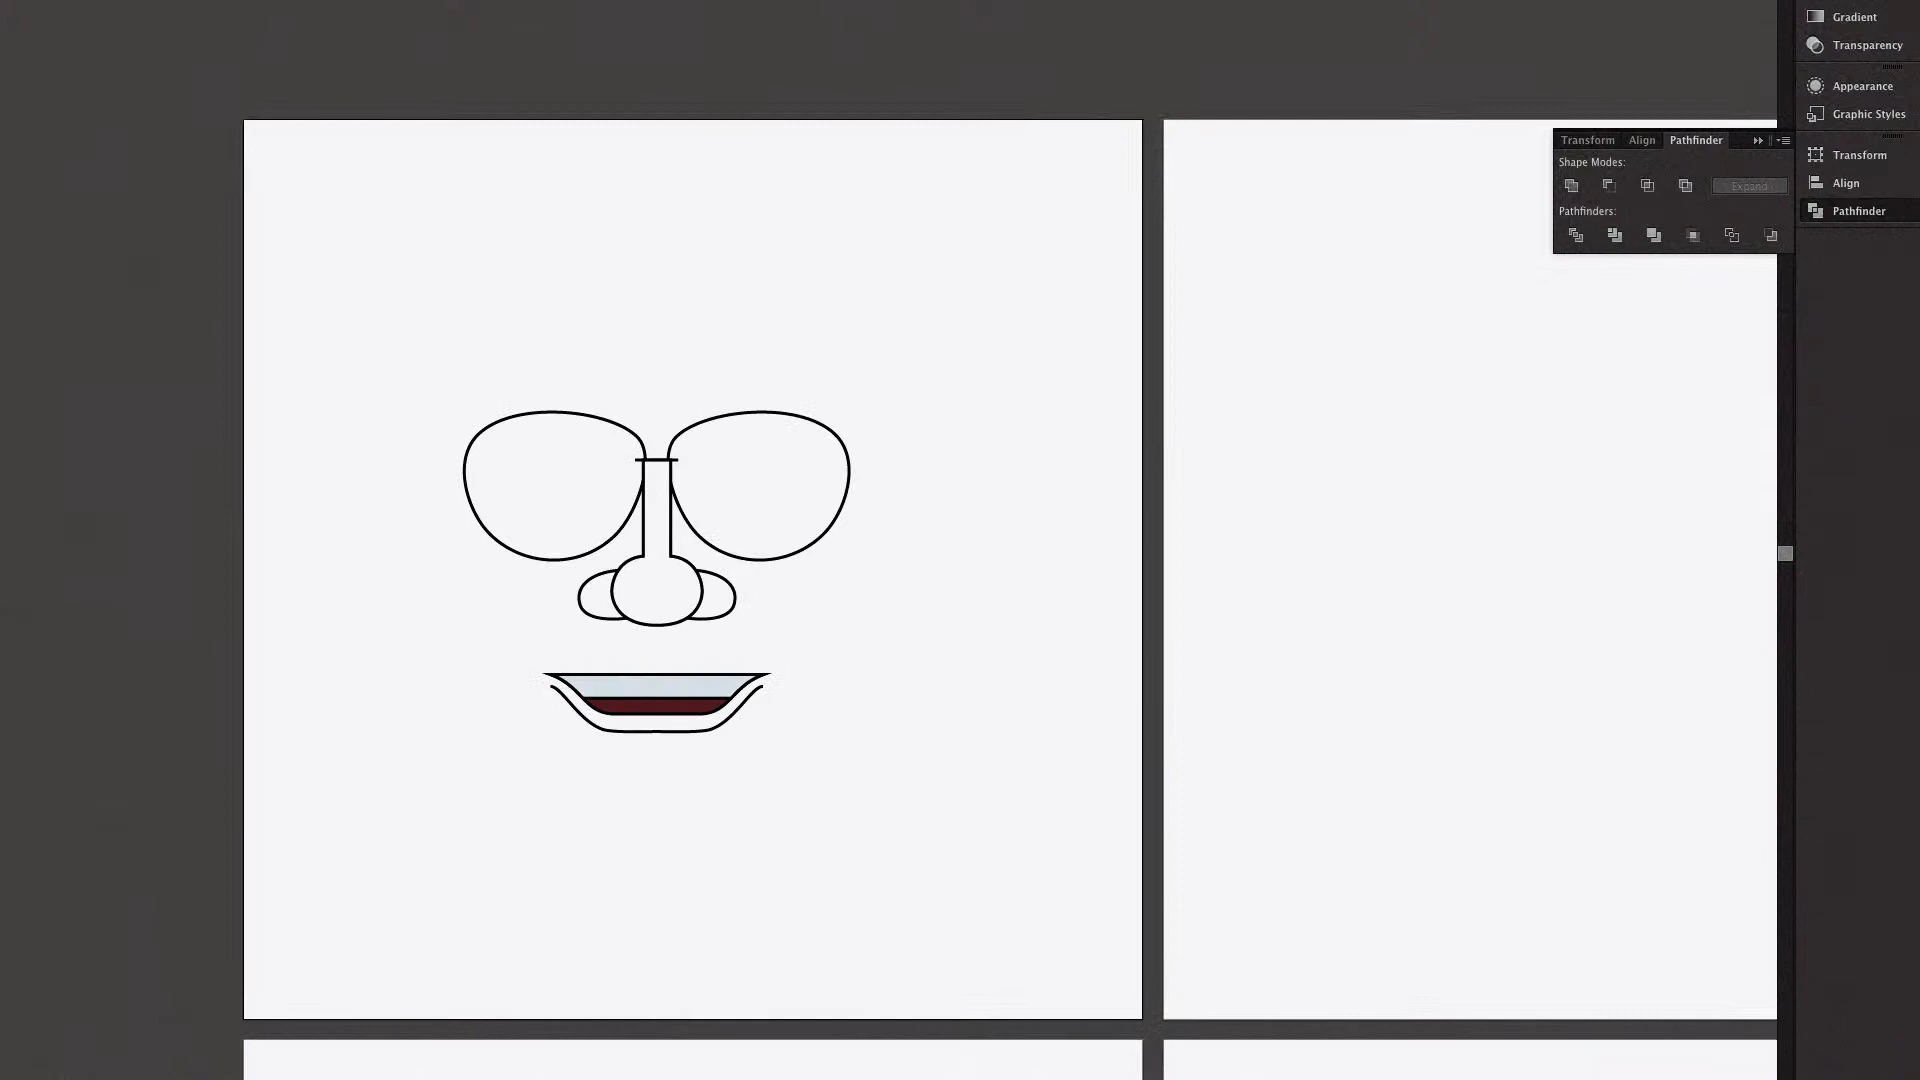 Gradient
Transparency
Appearance
Graphic Styles
Transform Align Pathfinder
Shape Modes:
Expand
Pathfinders:
Transform
Align
Pathfinder